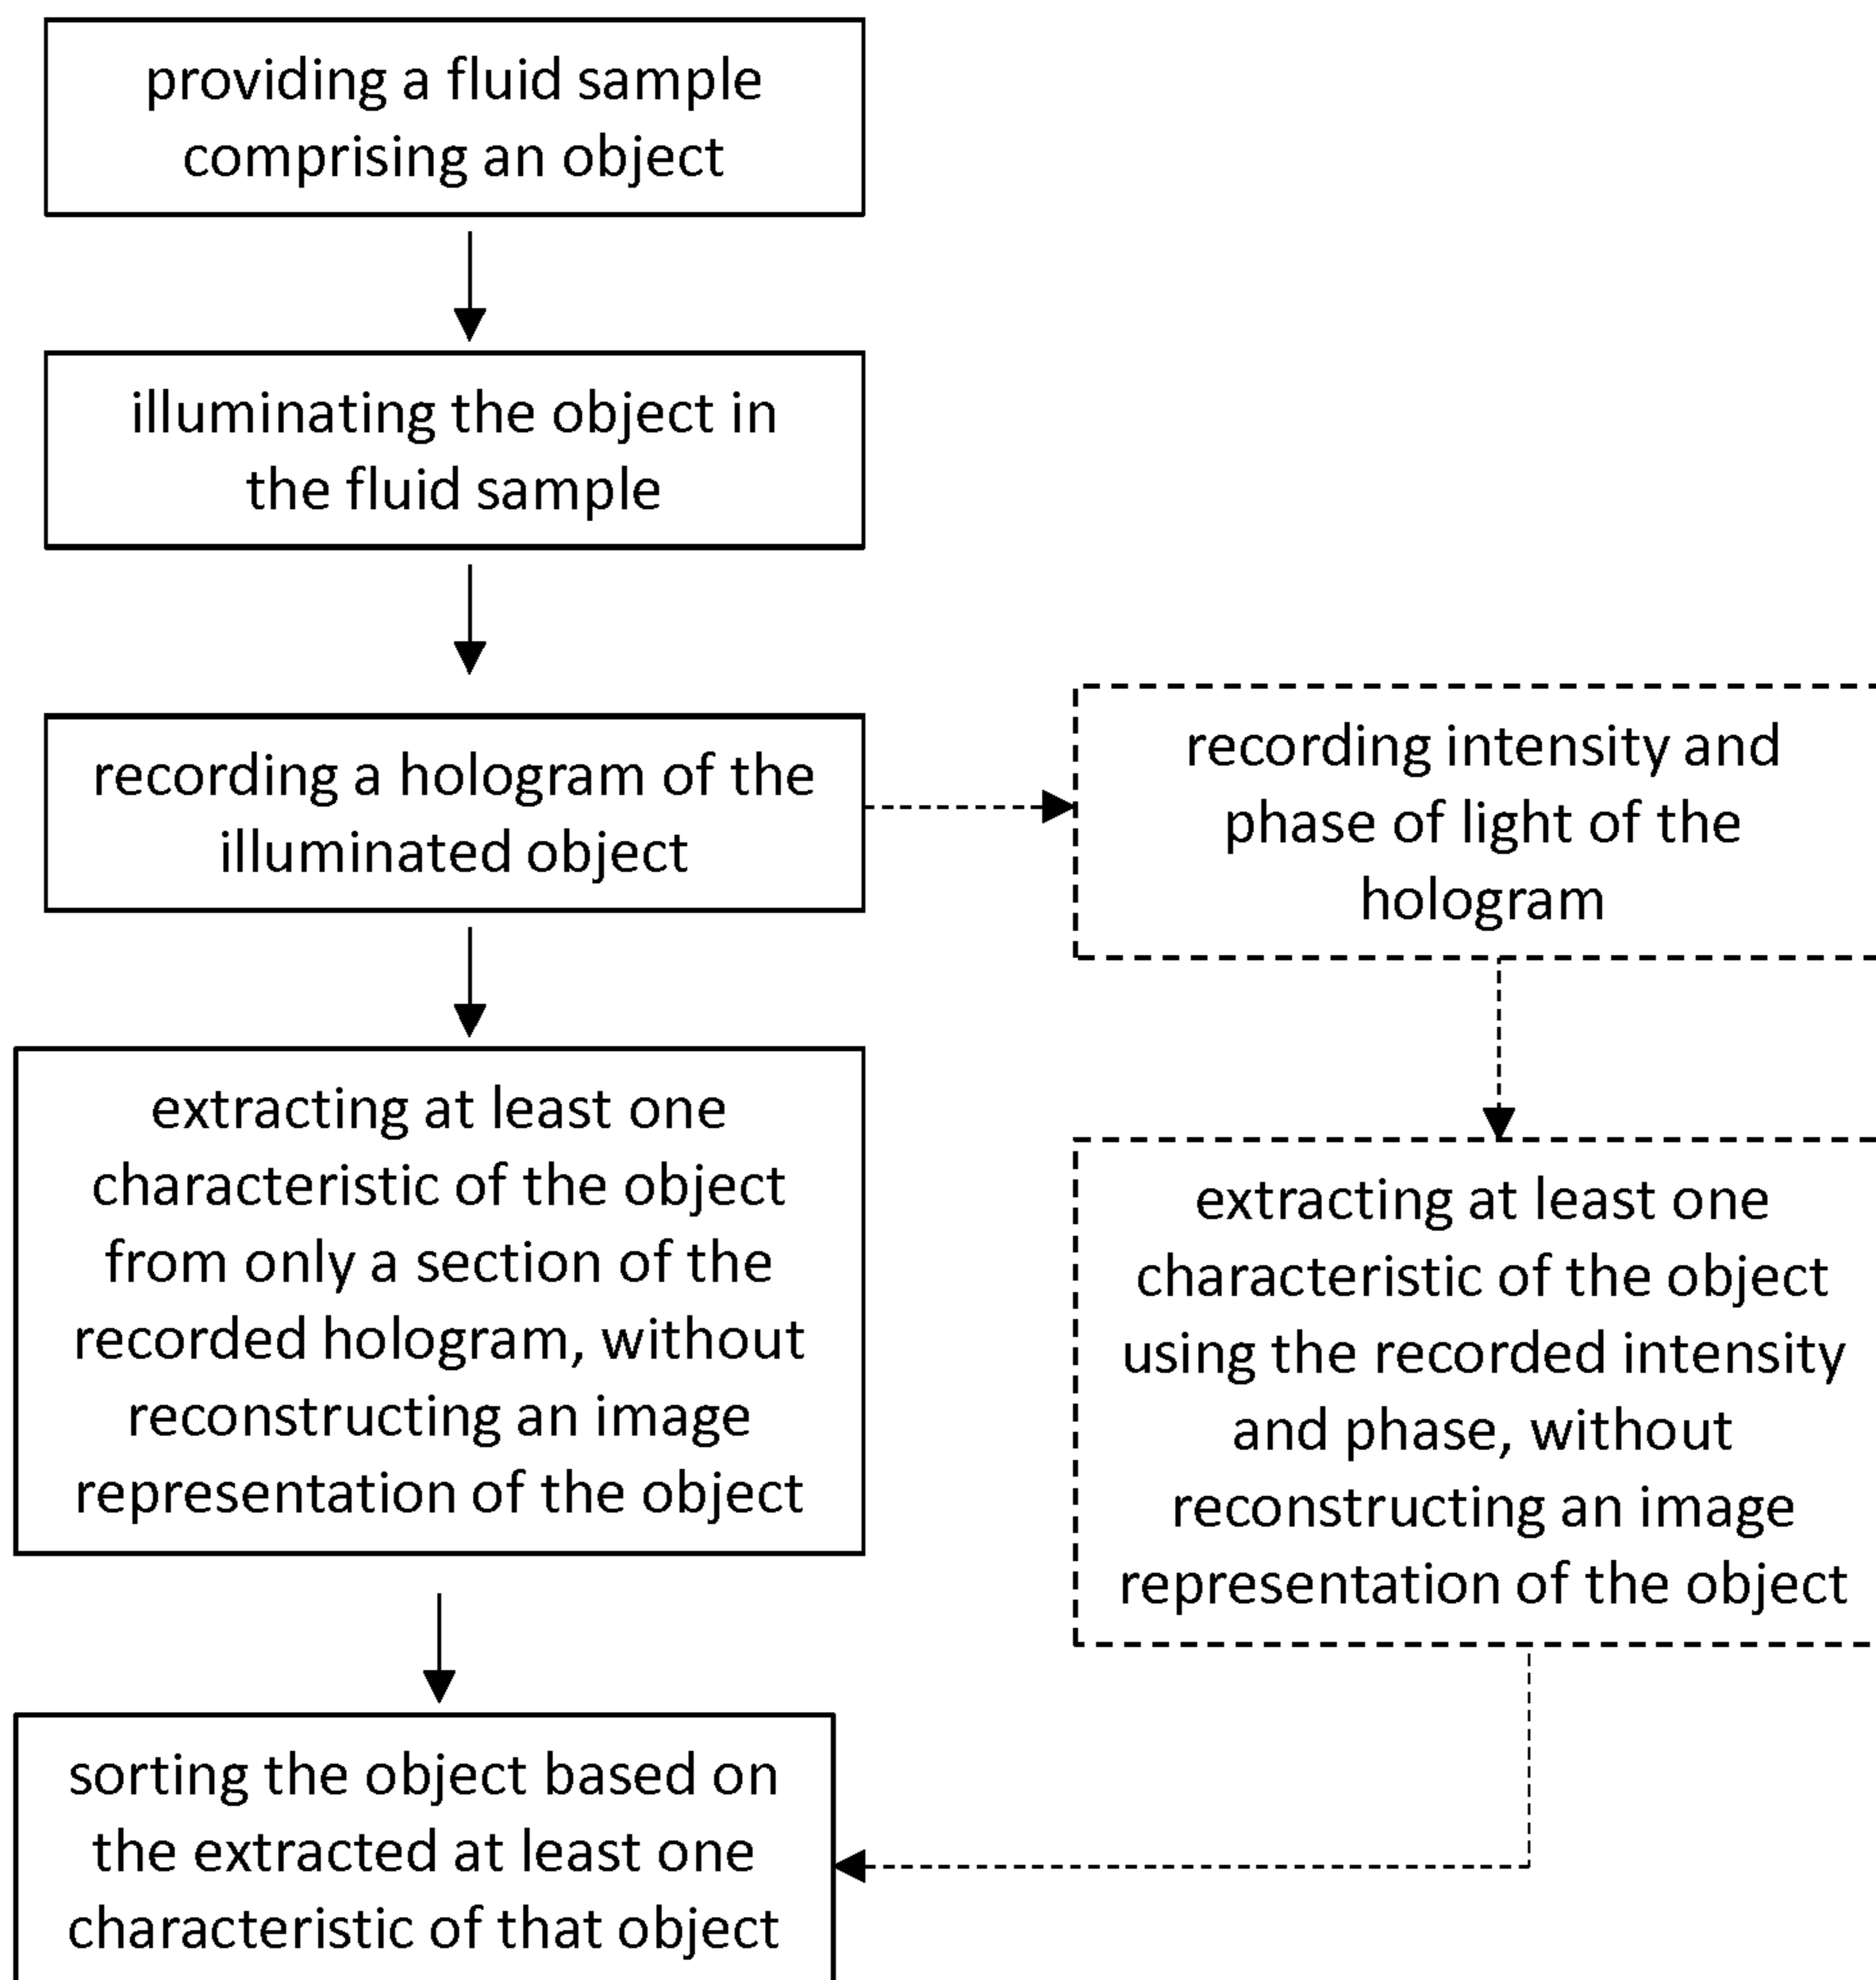 providing a fluid sample
comprising an object
illuminating the object in
the fluid sample
recording a hologram of the
illuminated object
recording intensity and
phase of light of the
hologram
extracting at least one
characteristic of the object
from only a section of the
recorded hologram, without
reconstructing an image
representation of the object
extracting at least one
characteristic of the object
using the recorded intensity
and phase, without
reconstructing an image
representation of the object
sorting the object based on
the extracted at least one
characteristic of that object